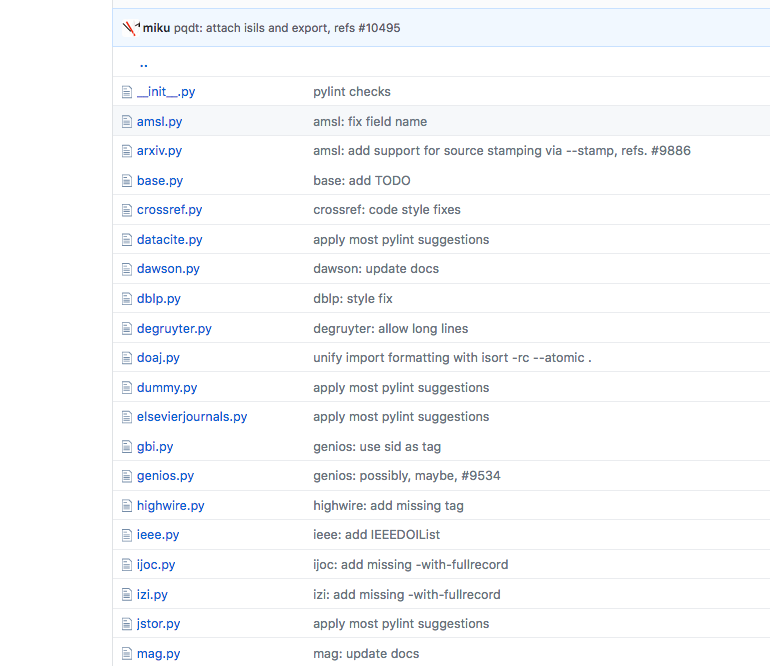 miku pqdt: attach isils and export, refs #10495
..
__init__.py pylint checks
amsl.py amsl: fix field name
arxiv.py amsl: add support for source stamping via --stamp, refs. #9886
base.py base: add TODO
crossref.py crossref: code style fixes
datacite.py apply most pylint suggestions
dawson.py dawson: update docs
dblp.py dblp: style fix
degruyter.py degruyter: allow long lines
doaj.py unify import formatting with isort -rc --atomic .
dummy.py apply most pylint suggestions
elsevierjournals.py apply most pylint suggestions
gbi.py genios: use sid as tag
genios.py genios: possibly, maybe, #9534
highwire.py highwire: add missing tag
ieee.py ieee: add IEEEDOIList
ijoc.py ijoc: add missing -with-fullrecord
izi.py izi: add missing -with-fullrecord
jstor.py apply most pylint suggestions
mag.py mag: update docs